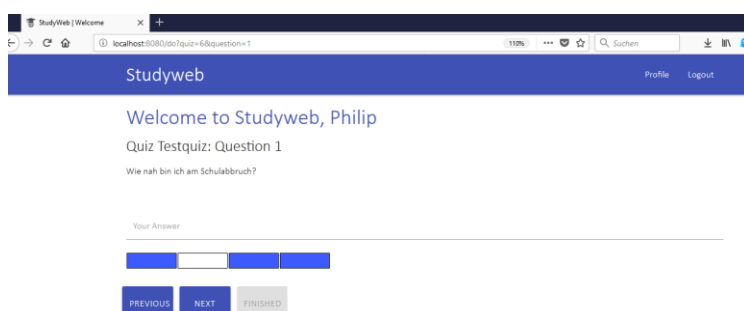 StudyWeb | Welcome
localhost:8080/do?quiz=6&question=1
110%
Suchen
Studyweb
Profile
Logout
Welcome to Studyweb, Philip
Quiz Testquiz: Question 1
Wie nah bin ich am Schulabbruch?
Your Answer
PREVIOUS
NEXT
FINISHED